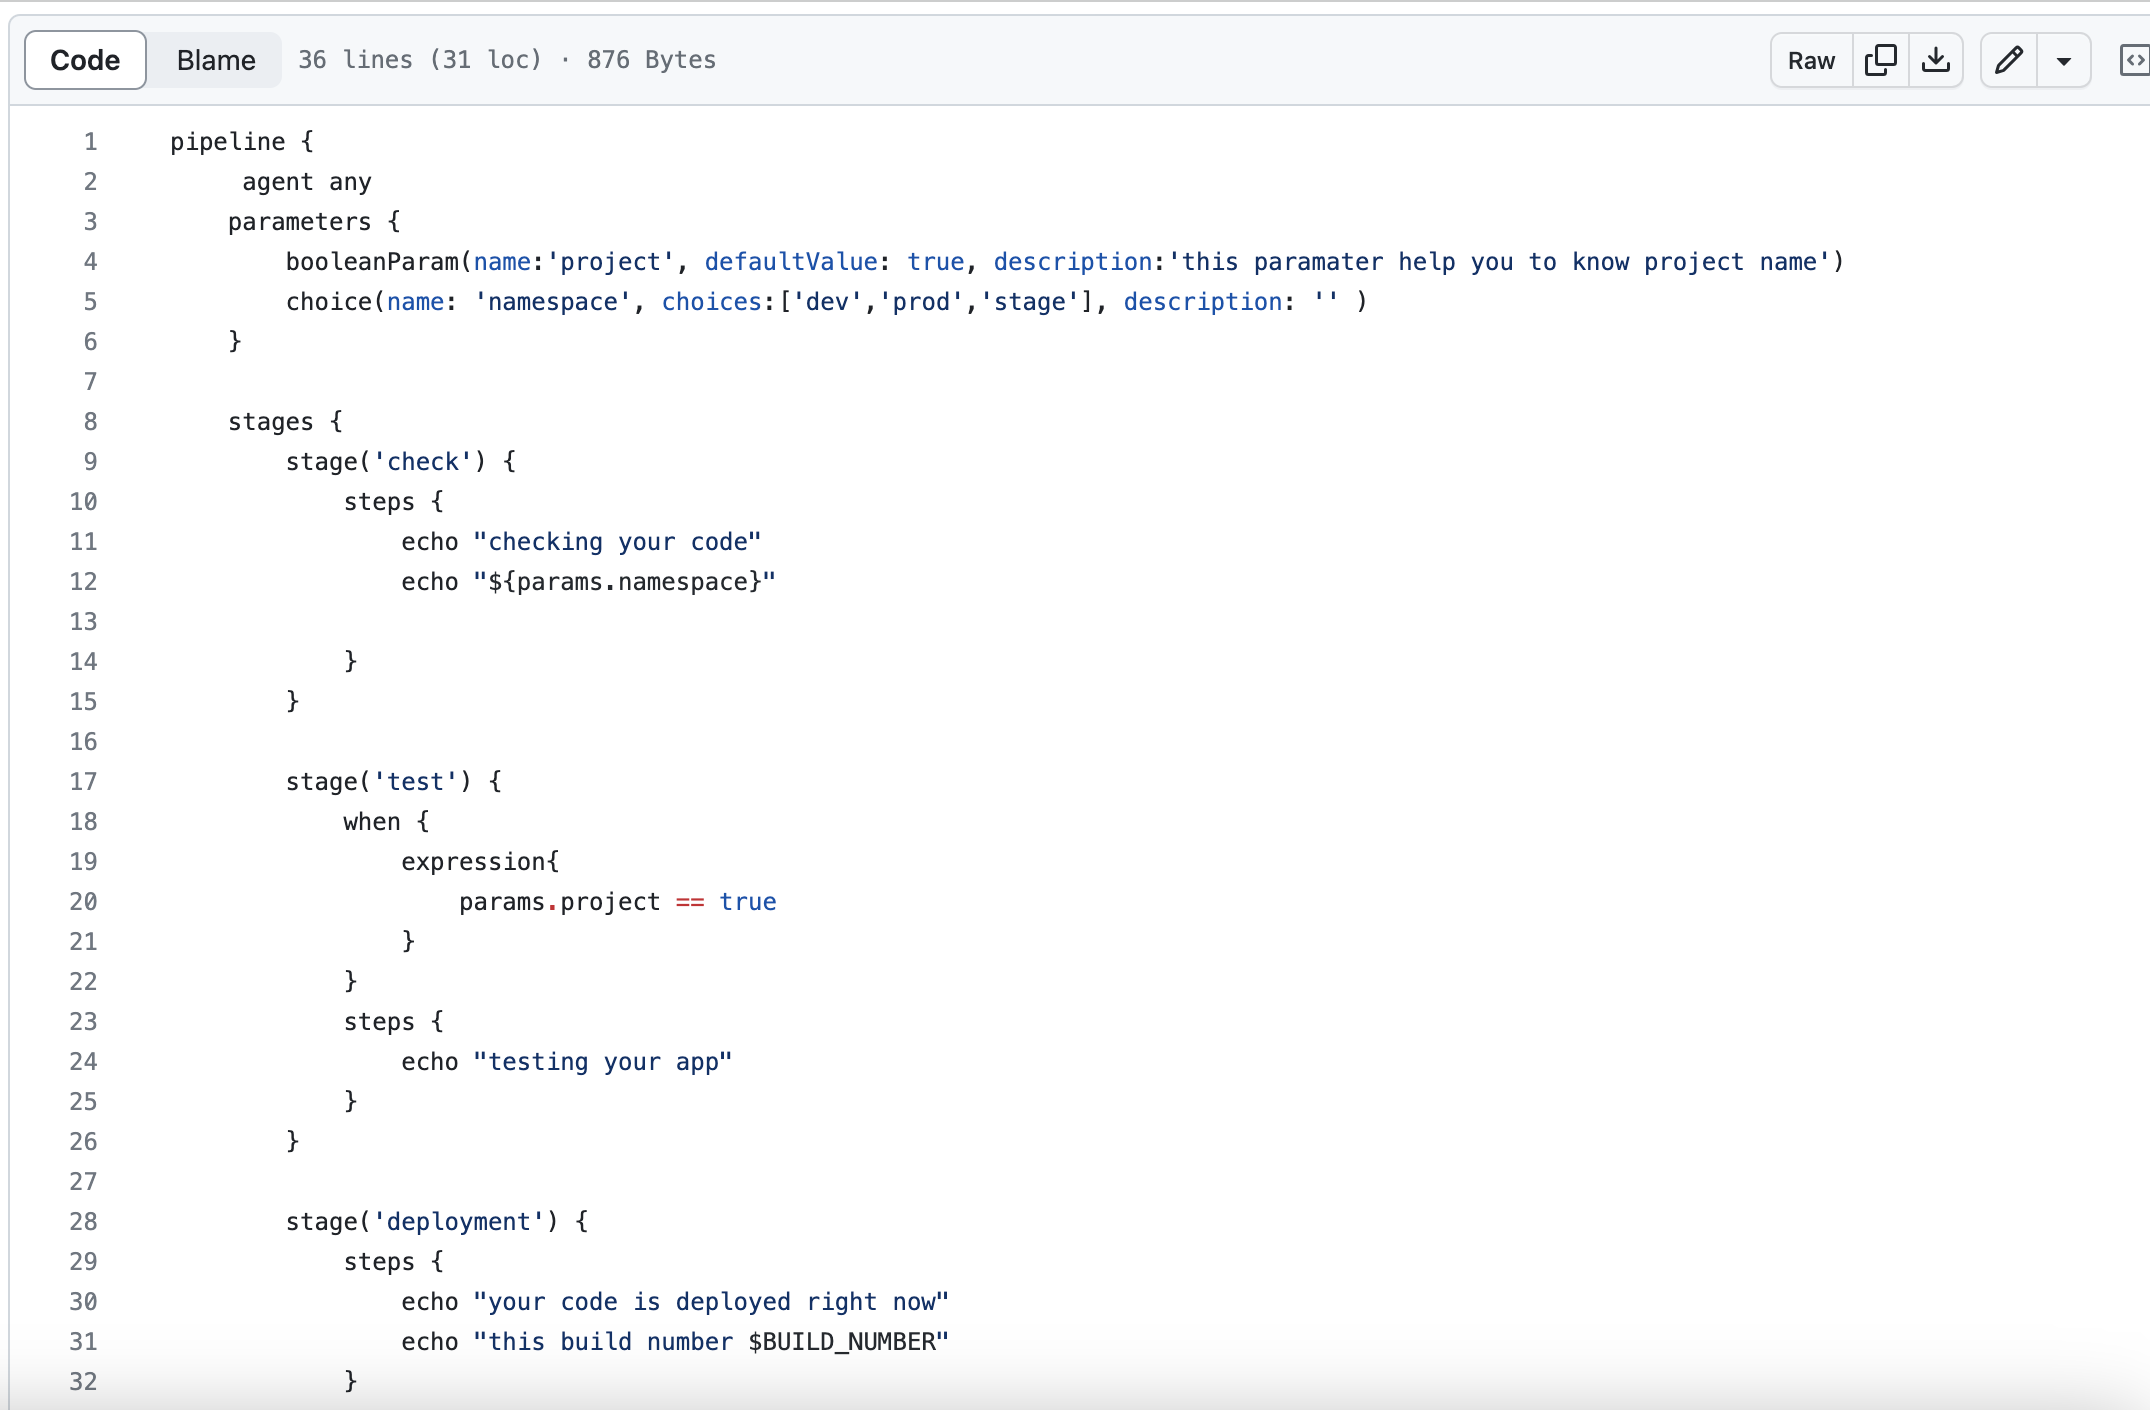 Code Blame 36 lines (31 loc) · 876 Bytes Raw
1 pipeline {
2      agent any
3     parameters {
4         booleanParam(name:'project', defaultValue: true, description:'this paramater help you to know project name')
5         choice(name: 'namespace', choices:['dev','prod','stage'], description: '' )
6     }
7
8     stages {
9         stage('check') {
10             steps {
11                 echo "checking your code"
12                 echo "${params.namespace}"
13
14             }
15         }
16
17         stage('test') {
18             when {
19                 expression{
20                     params.project == true
21                 }
22             }
23             steps {
24                 echo "testing your app"
25             }
26         }
27
28         stage('deployment') {
29             steps {
30                 echo "your code is deployed right now"
31                 echo "this build number $BUILD_NUMBER"
32             }